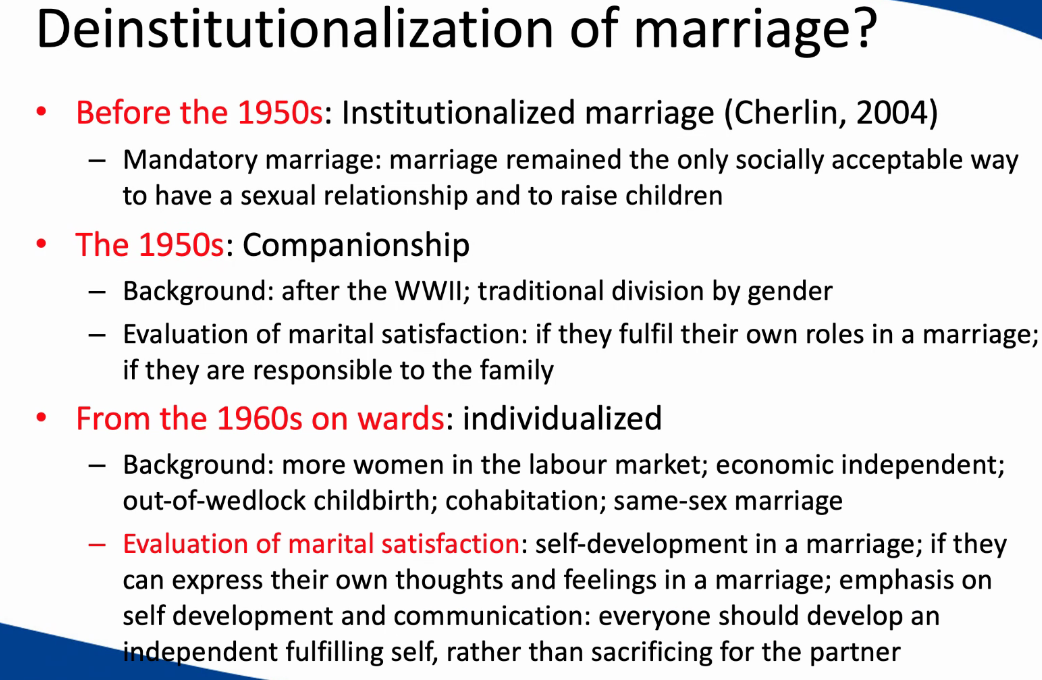 Deinstitutionalization of marriage?
• Before the 1950s: Institutionalized marriage (Cherlin, 2004)
– Mandatory marriage: marriage remained the only socially acceptable way
to have a sexual relationship and to raise children
• The 1950s: Companionship
– Background: after the WWII; traditional division by gender
– Evaluation of marital satisfaction: if they fulfil their own roles in a marriage;
if they are responsible to the family
• From the 1960s on wards: individualized
– Background: more women in the labour market; economic independent;
out-of-wedlock childbirth; cohabitation; same-sex marriage
– Evaluation of marital satisfaction: self-development in a marriage; if they
can express their own thoughts and feelings in a marriage; emphasis on
self development and communication: everyone should develop an
independent fulfilling self, rather than sacrificing for the partner